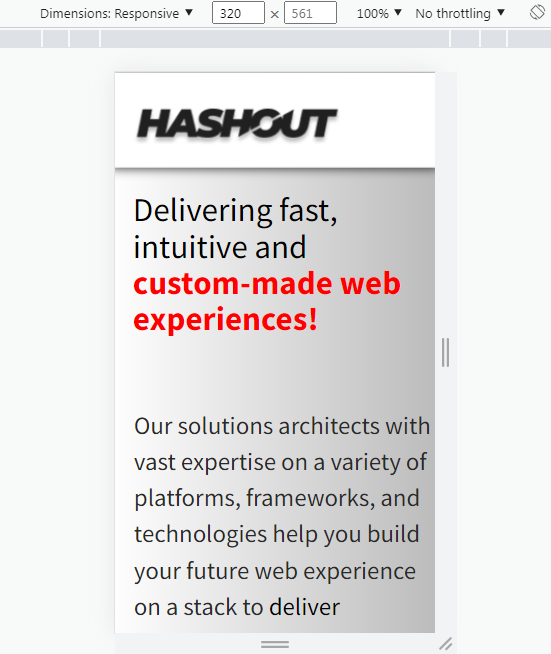 Dimensions: Responsive ▼ 320 × 561 100% ▼ No throttling ▼
HASHOUT
Delivering fast,
intuitive and
custom-made web
experiences!
Our solutions architects with
vast expertise on a variety of
platforms, frameworks, and
technologies help you build
your future web experience
on a stack to deliver